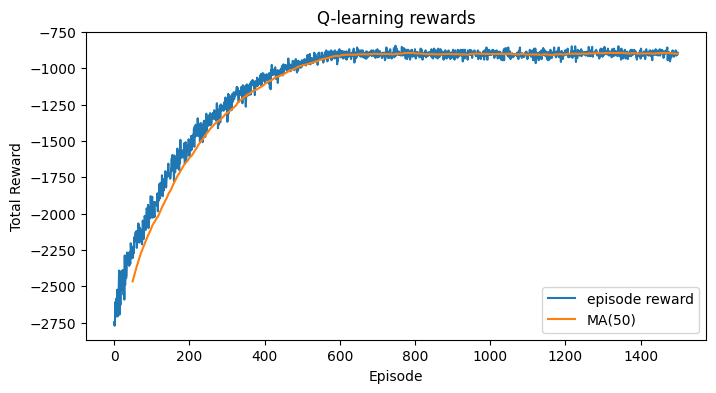 Q-learning rewards
Total Reward
−750
−1000
−1250
−1500
−1750
−2000
−2250
−2500
−2750
0 200 400 600 800 1000 1200 1400
Episode
episode reward
MA(50)